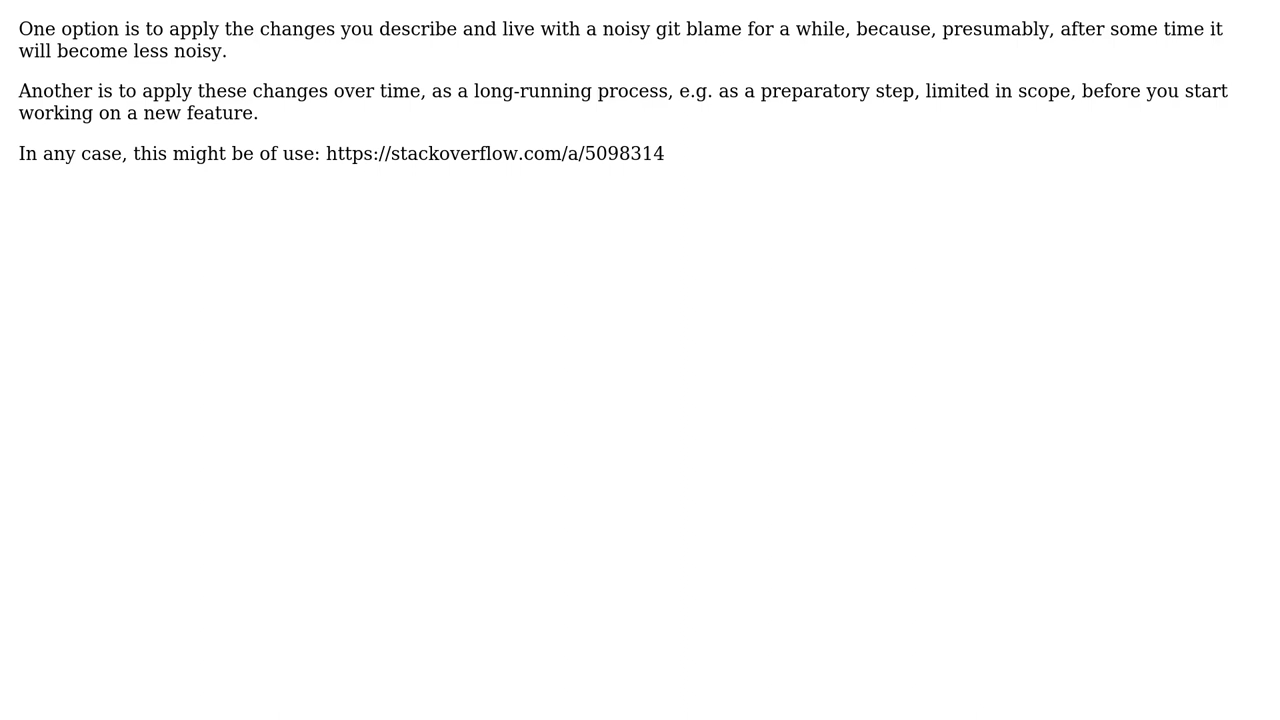 One option is to apply the changes you describe and live with a noisy git blame for a while, because, presumably, after some time it
will become less noisy.
Another is to apply these changes over time, as a long-running process, e.g. as a preparatory step, limited in scope, before you start
working on a new feature.
In any case, this might be of use: https://stackoverflow.com/a/5098314